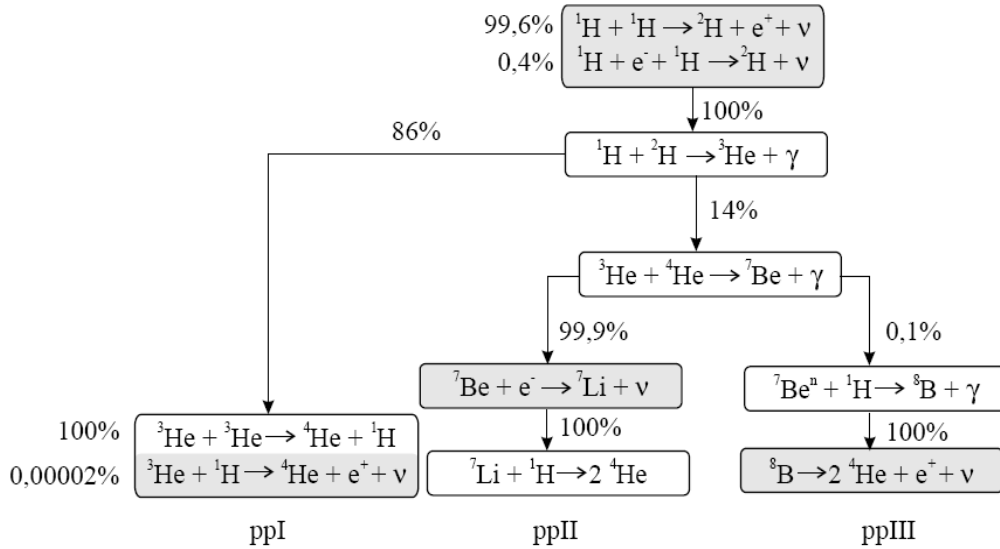 99,6% ¹H + ¹H → ²H + e⁺ + ν
0,4% ¹H + e⁻ + ¹H → ²H + ν
100%
86%
¹H + ²H → ³He + γ
14%
³He + ⁴He → ⁷Be + γ
99,9%
0,1%
⁷Be + e⁻ → ⁷Li + ν
⁷Beⁿ + ¹H → ⁸B + γ
100% ³He + ³He → ⁴He + ¹H
100%
100%
0,00002% ³He + ¹H → ⁴He + e⁺ + ν
⁷Li + ¹H → 2 ⁴He
⁸B → 2 ⁴He + e⁺ + ν
ppI
ppII
ppIII